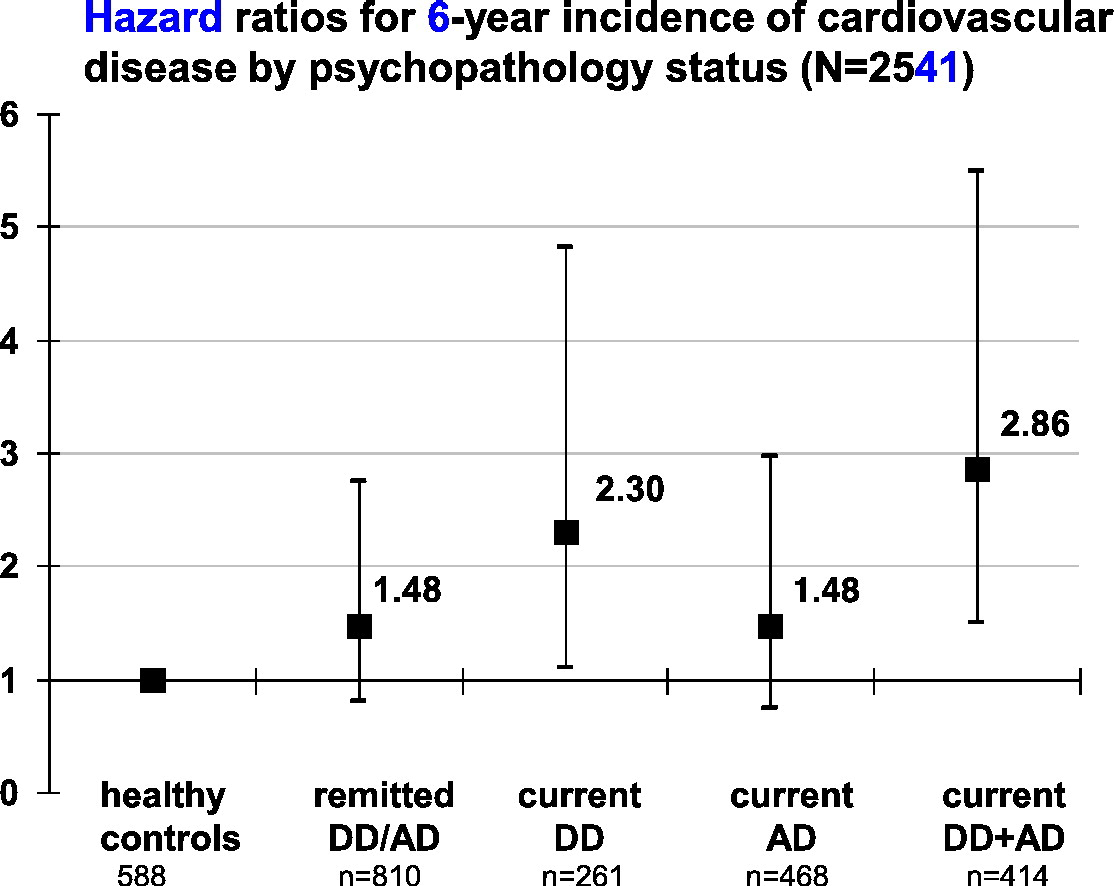 Hazard ratios for 6-year incidence of cardiovascular
disease by psychopathology status (N=2541)
6
5
4
3
2
1
0
1.48
2.30
1.48
2.86
healthy
controls
588
remitted
DD/AD
n=810
current
DD
n=261
current
AD
n=468
current
DD+AD
n=414